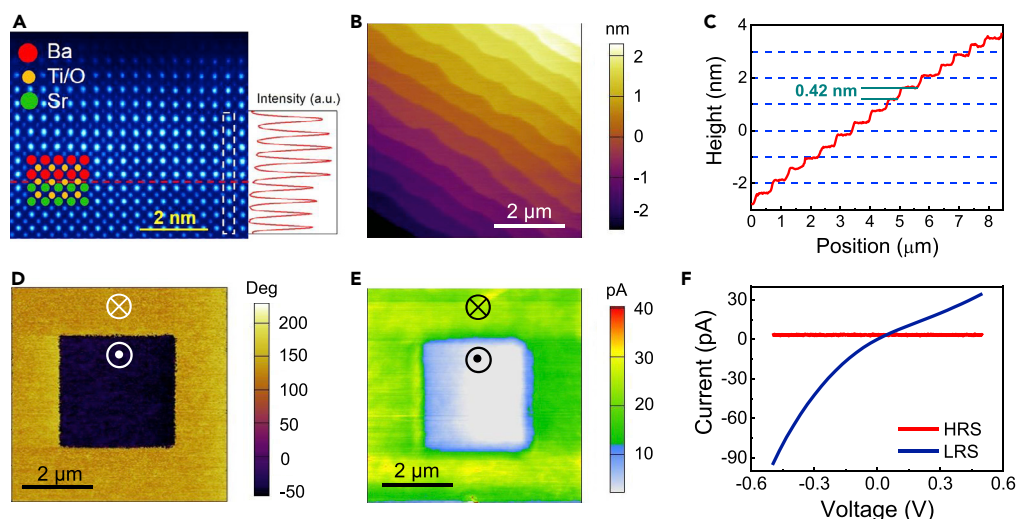 A
Ba
Ti/O
Sr
2 nm
Intensity (a.u.)
B
2 μm
nm
2
1
0
-1
-2
C
Height (nm)
4
2
0
-2
0.42 nm
0 1 2 3 4 5 6 7 8
Position (μm)
D
2 μm
Deg
200
150
100
50
0
-50
E
2 μm
pA
40
30
20
10
F
Current (pA)
30
0
-30
-60
-90
HRS
LRS
-0.6 -0.3 0.0 0.3 0.6
Voltage (V)